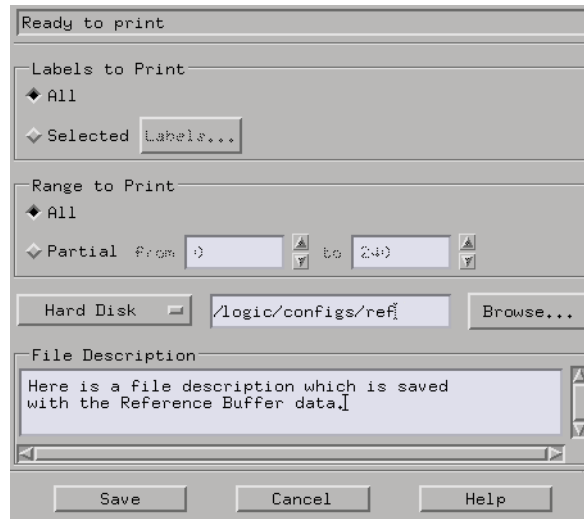 Ready to print
Labels to Print
All
Selected Labels...
Range to Print
All
Partial from 0 to 240
Hard Disk /logic/configs/ref Browse...
File Description
Here is a file description which is saved
with the Reference Buffer data.
Save Cancel Help